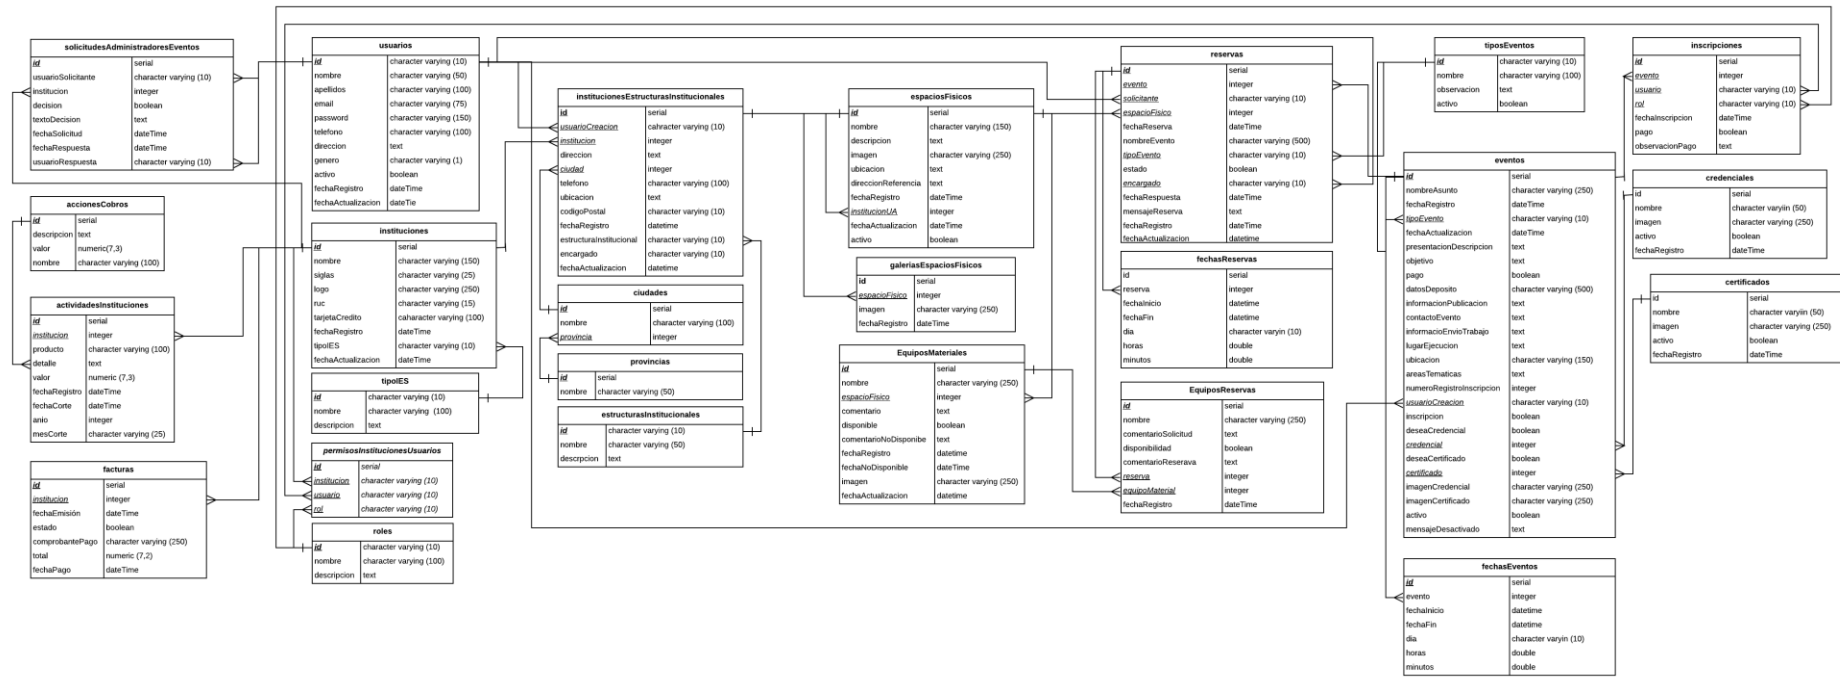 solicitudesAdministradoresEventos
id serial
usuarioSolicitante character varying (10)
institucion integer
decision boolean
textoDecision text
fechaSolicitud dateTime
fechaRespuesta dateTime
usuarioRespuesta character varying (10)
accionesCobros
id serial
descripcion text
valor numeric(7,3)
nombre character varying (100)
actividadesInstituciones
id serial
institucion integer
producto character varying (100)
detalle text
valor numeric (7,3)
fechaRegistro dateTime
fechaCorte dateTime
anio integer
mesCorte character varying (25)
facturas
id serial
institucion integer
fechaEmisión dateTime
estado boolean
comprobantePago character varying (250)
total numeric (7,2)
fechaPago dateTime
usuarios
id character varying (10)
nombre character varying (50)
apellidos character varying (100)
email character varying (75)
password character varying (150)
telefono character varying (100)
direccion text
genero character varying (1)
activo boolean
fechaRegistro dateTime
fechaActualizacion dateTie
instituciones
id serial
nombre character varying (150)
siglas character varying (25)
logo character varying (250)
ruc character varying (15)
tarjetaCredito caharacter varying (100)
fechaRegistro dateTime
tipoIES character varying (10)
fechaActualizacion dateTime
tipoIES
id character varying (10)
nombre character varying (100)
descripcion text
permisosInstitucionesUsuarios
id serial
institucion character varying (10)
usuario character varying (10)
rol character varying (10)
roles
id character varying (10)
nombre character varying (100)
descripcion text
institucionesEstructurasInstitucionales
id serial
usuarioCreacion cahracter varying (10)
institucion integer
direccion text
ciudad integer
telefono character varying (100)
ubicacion text
codigoPostal character varying (10)
fechaRegistro datetime
estructuraInstitucional character varying (10)
encargado character varying (10)
fechaActualizacion datetime
ciudades
id serial
nombre character varying (100)
provincia integer
provincias
id serial
nombre character varying (50)
estructurasInstitucionales
id character varying (10)
nombre character varying (50)
descrpcion text
espaciosFisicos
id serial
nombre character varying (150)
descripcion text
imagen character varying (250)
ubicacion text
direccionReferencia text
fechaRegistro dateTime
institucionUA integer
fechaActualizacion dateTime
activo boolean
galeriasEspaciosFisicos
id serial
espacioFisico integer
imagen character varying (250)
fechaRegistro dateTime
EquiposMateriales
id serial
nombre character varying (250)
espacioFisico integer
comentario text
disponible boolean
comentarioNoDisponibe text
fechaRegistro datetime
fechaNoDisponible dateTime
imagen character varying (250)
fechaActualizacion datetime
reservas
id serial
evento integer
solicitante character varying (10)
espacioFisico integer
fechaReserva dateTime
nombreEvento character varying (500)
tipoEvento character varying (10)
estado boolean
encargado character varying (10)
fechaRespuesta dateTime
mensajeReserva text
fechaRegistro dateTime
fechaActualizacion datetime
fechasReservas
id serial
reserva integer
fechaInicio datetime
fechaFin datetime
dia character varyin (10)
horas double
minutos double
EquiposReservas
id serial
nombre character varying (250)
comentarioSolicitud text
disponibilidad boolean
comentarioReserava text
reserva integer
equipoMaterial integer
fechaRegistro dateTime
tiposEventos
id character varying (10)
nombre character varying (100)
observacion text
activo boolean
eventos
id serial
nombreAsunto character varying (250)
fechaRegistro dateTime
tipoEvento character varying (10)
fechaActualizacion dateTime
presentacionDescripcion text
objetivo text
pago boolean
datosDeposito character varying (500)
informacionPublicacion text
contactoEvento text
informacioEnvioTrabajo text
lugarEjecucion text
ubicacion character varying (150)
areasTematicas text
numeroRegistroInscripcion integer
usuarioCreacion character varying (10)
inscripcion boolean
deseaCredencial boolean
credencial integer
deseaCertificado boolean
certificado integer
imagenCredencial character varying (250)
imagenCertificado character varying (250)
activo boolean
mensajeDesactivado text
fechasEventos
id serial
evento integer
fechaInicio datetime
fechaFin datetime
dia character varyin (10)
horas double
minutos double
inscripciones
id serial
evento integer
usuario character varying (10)
rol character varying (10)
fechaInscripcion dateTime
pago boolean
observacionPago text
credenciales
id serial
nombre character varyiin (50)
imagen character varying (250)
activo boolean
fechaRegistro dateTime
certificados
id serial
nombre character varyiin (50)
imagen character varying (250)
activo boolean
fechaRegistro dateTime